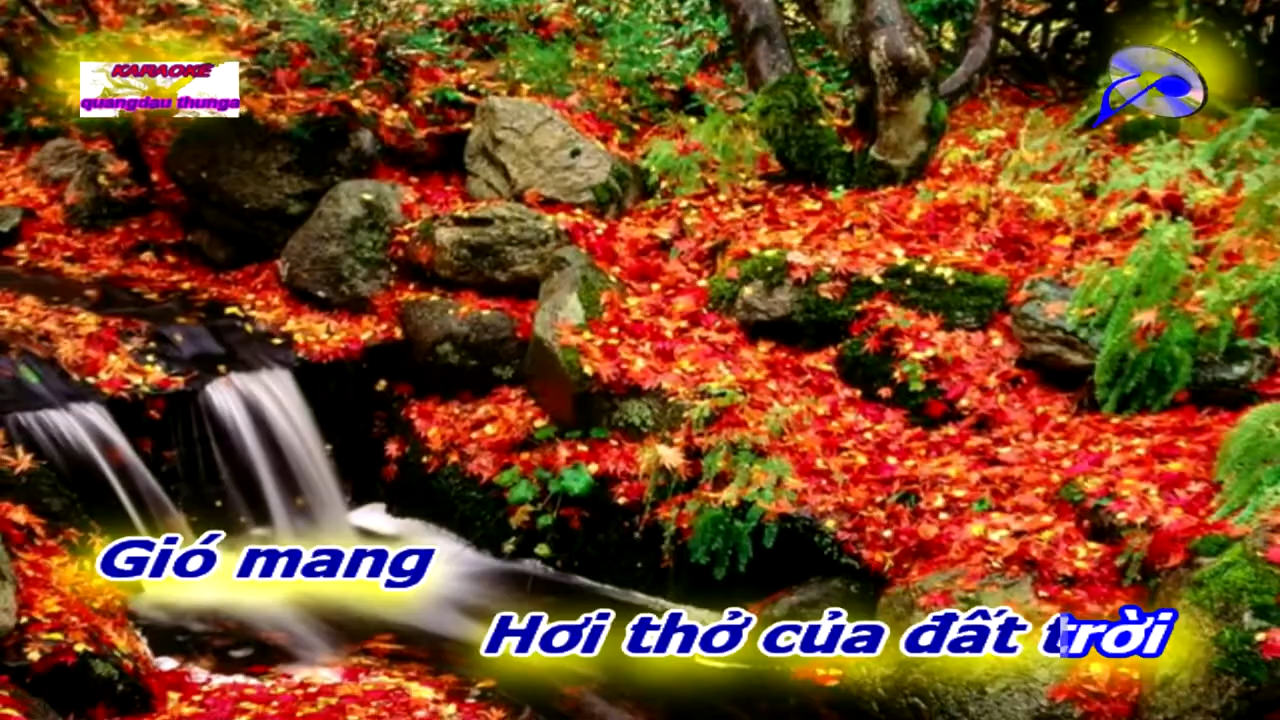 KARAOKE
quangdau thunga
Gió mang
Hơi thở của đất trời